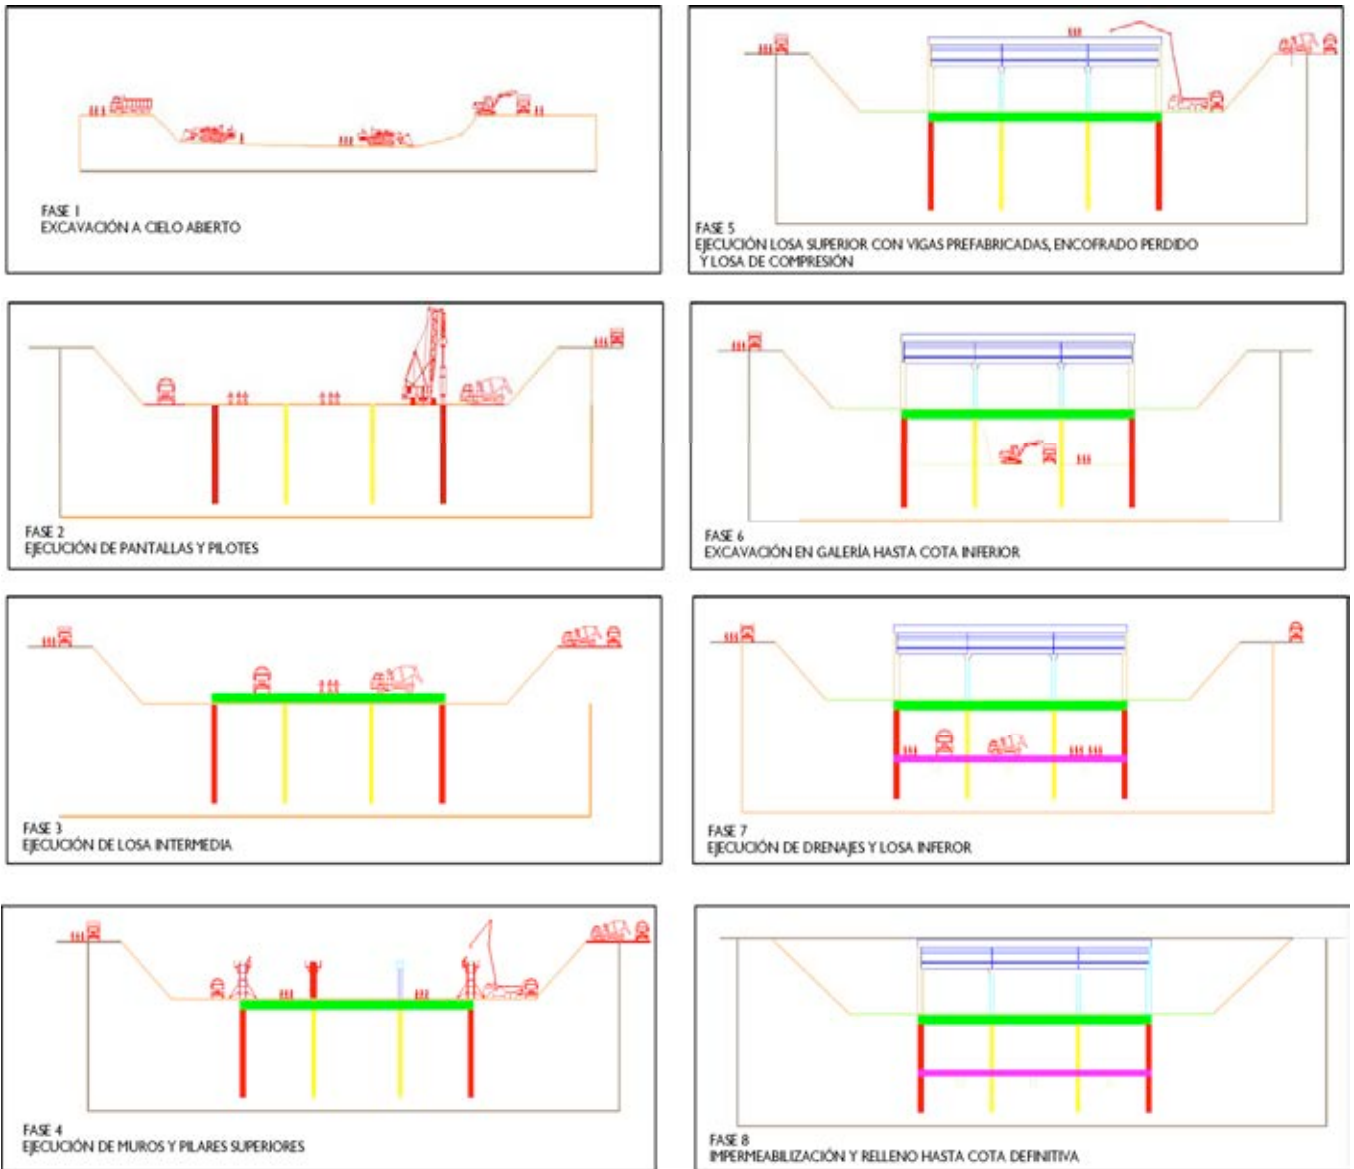 FASE 1
EXCAVACIÓN A CIELO ABIERTO
FASE 2
EJECUCIÓN DE PANTALLAS Y PILOTES
FASE 3
EJECUCIÓN DE LOSA INTERMEDIA
FASE 4
EJECUCIÓN DE MUROS Y PILARES SUPERIORES
FASE 5
EJECUCIÓN LOSA SUPERIOR CON VIGAS PREFABRICADAS, ENCOFRADO PERDIDO
Y LOSA DE COMPRESIÓN
FASE 6
EXCAVACIÓN EN GALERÍA HASTA COTA INFERIOR
FASE 7
EJECUCIÓN DE DRENAJES Y LOSA INFEROR
FASE 8
IMPERMEABILIZACIÓN Y RELLENO HASTA COTA DEFINITIVA